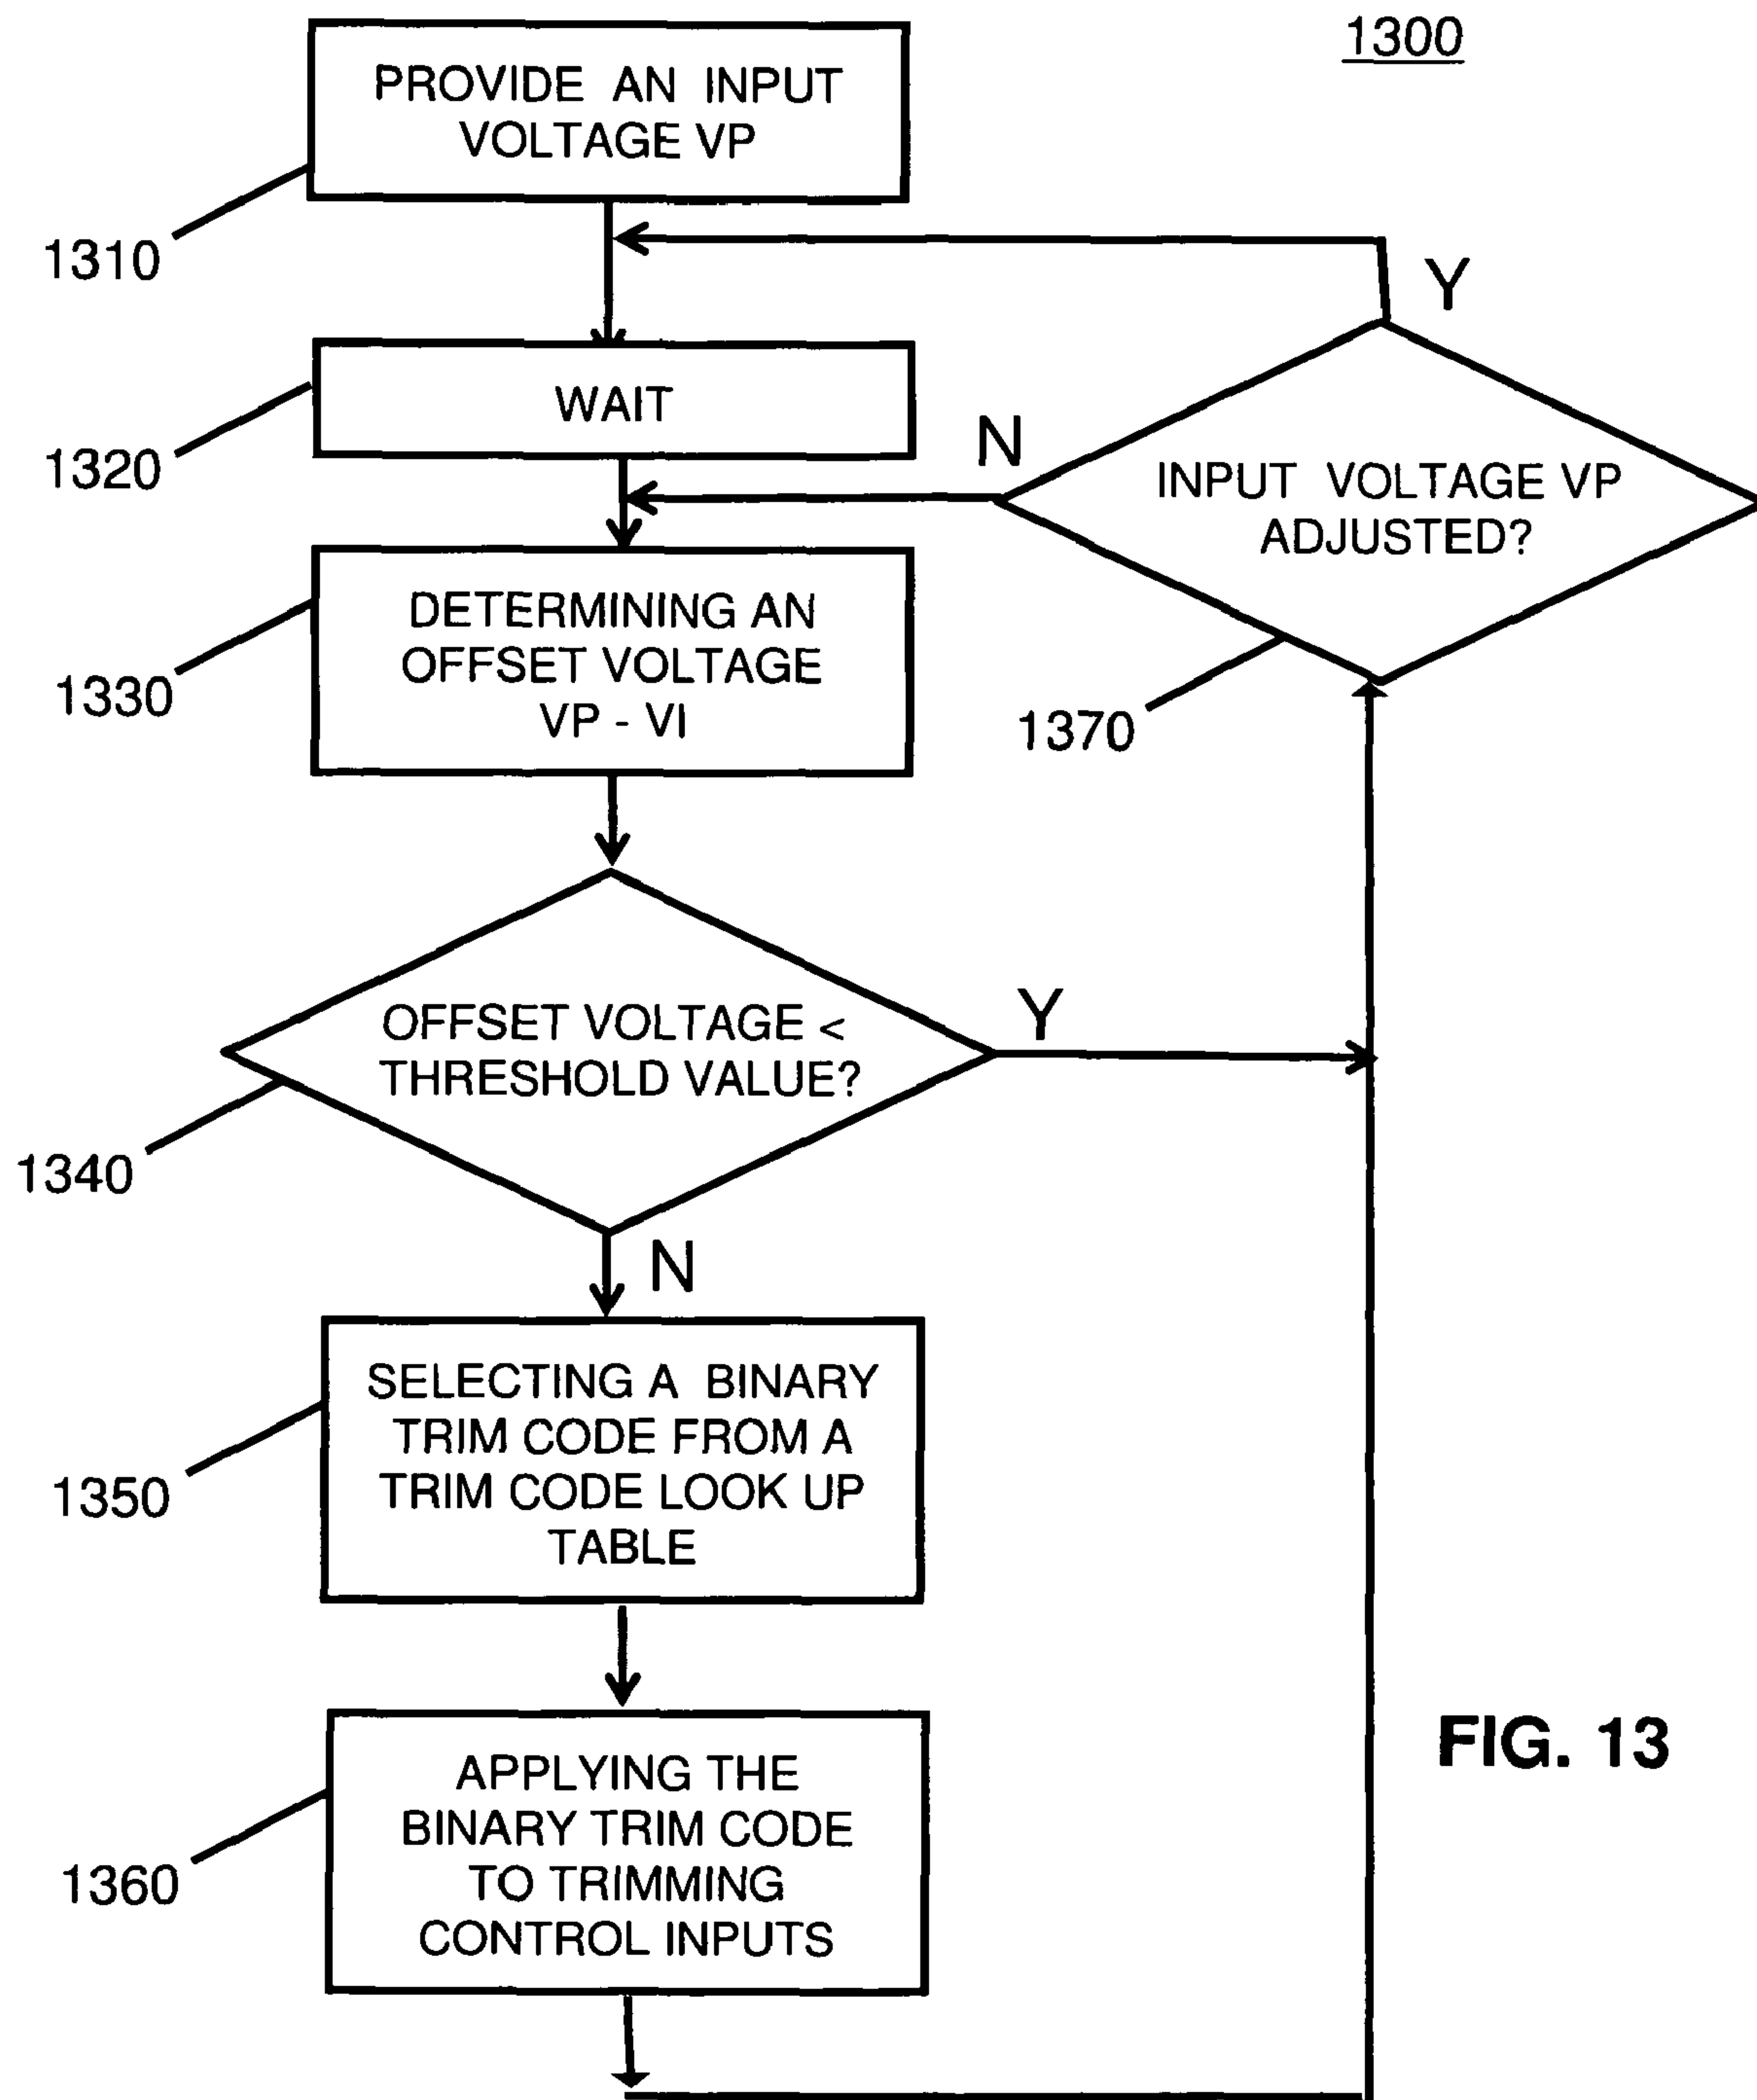 1300
PROVIDE AN INPUT
VOLTAGE VP
1310
Y
WAIT
1320
N
INPUT VOLTAGE VP
ADJUSTED?
1370
DETERMINING AN
OFFSET VOLTAGE
VP - VI
1330
OFFSET VOLTAGE <
THRESHOLD VALUE?
Y
1340
N
SELECTING A BINARY
TRIM CODE FROM A
TRIM CODE LOOK UP
TABLE
1350
APPLYING THE
BINARY TRIM CODE
TO TRIMMING
CONTROL INPUTS
1360
FIG. 13